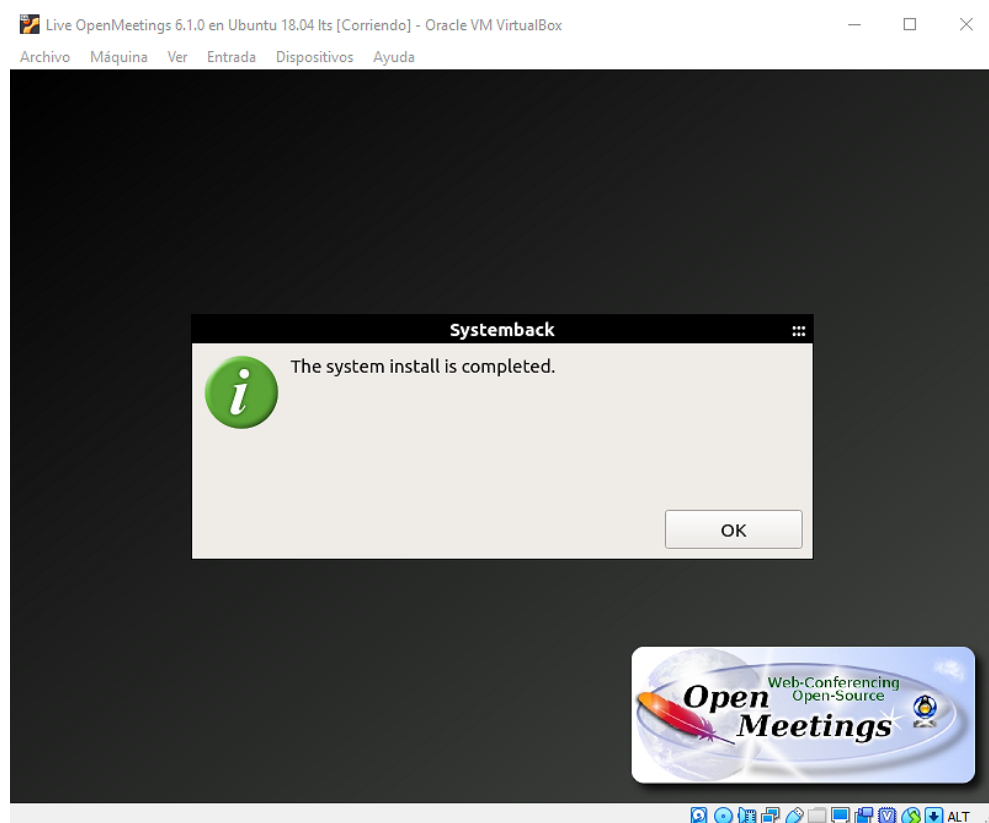 Live OpenMeetings 6.1.0 en Ubuntu 18.04 lts [Corriendo] - Oracle VM VirtualBox
Archivo Máquina Ver Entrada Dispositivos Ayuda
Systemback
The system install is completed.
OK
Web-Conferencing
Open-Source
Open
Meetings
ALT